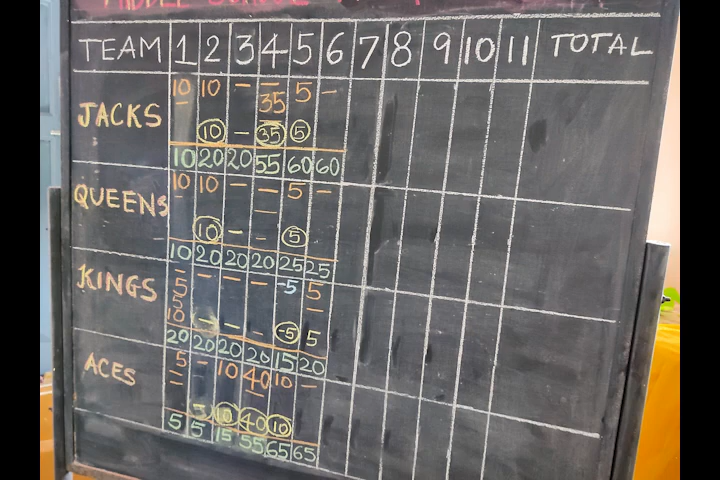 MIDDLE SCHOOL
TEAM 1 2 3 4 5 6 7 8 9 10 11 TOTAL
JACKS
10 10 - - 5 -
- 35
10 - 35 5
10 20 20 55 60 60
QUEENS
10 10 - - 5 -
- -
10 - - 5
10 20 20 20 25 25
KINGS
- - - - -5 5
5 -
5
10 - - - -5 5
20 20 20 20 15 20
ACES
5 - 10 40 10 -
- -
5 10 40 10
5 5 15 55 65 65